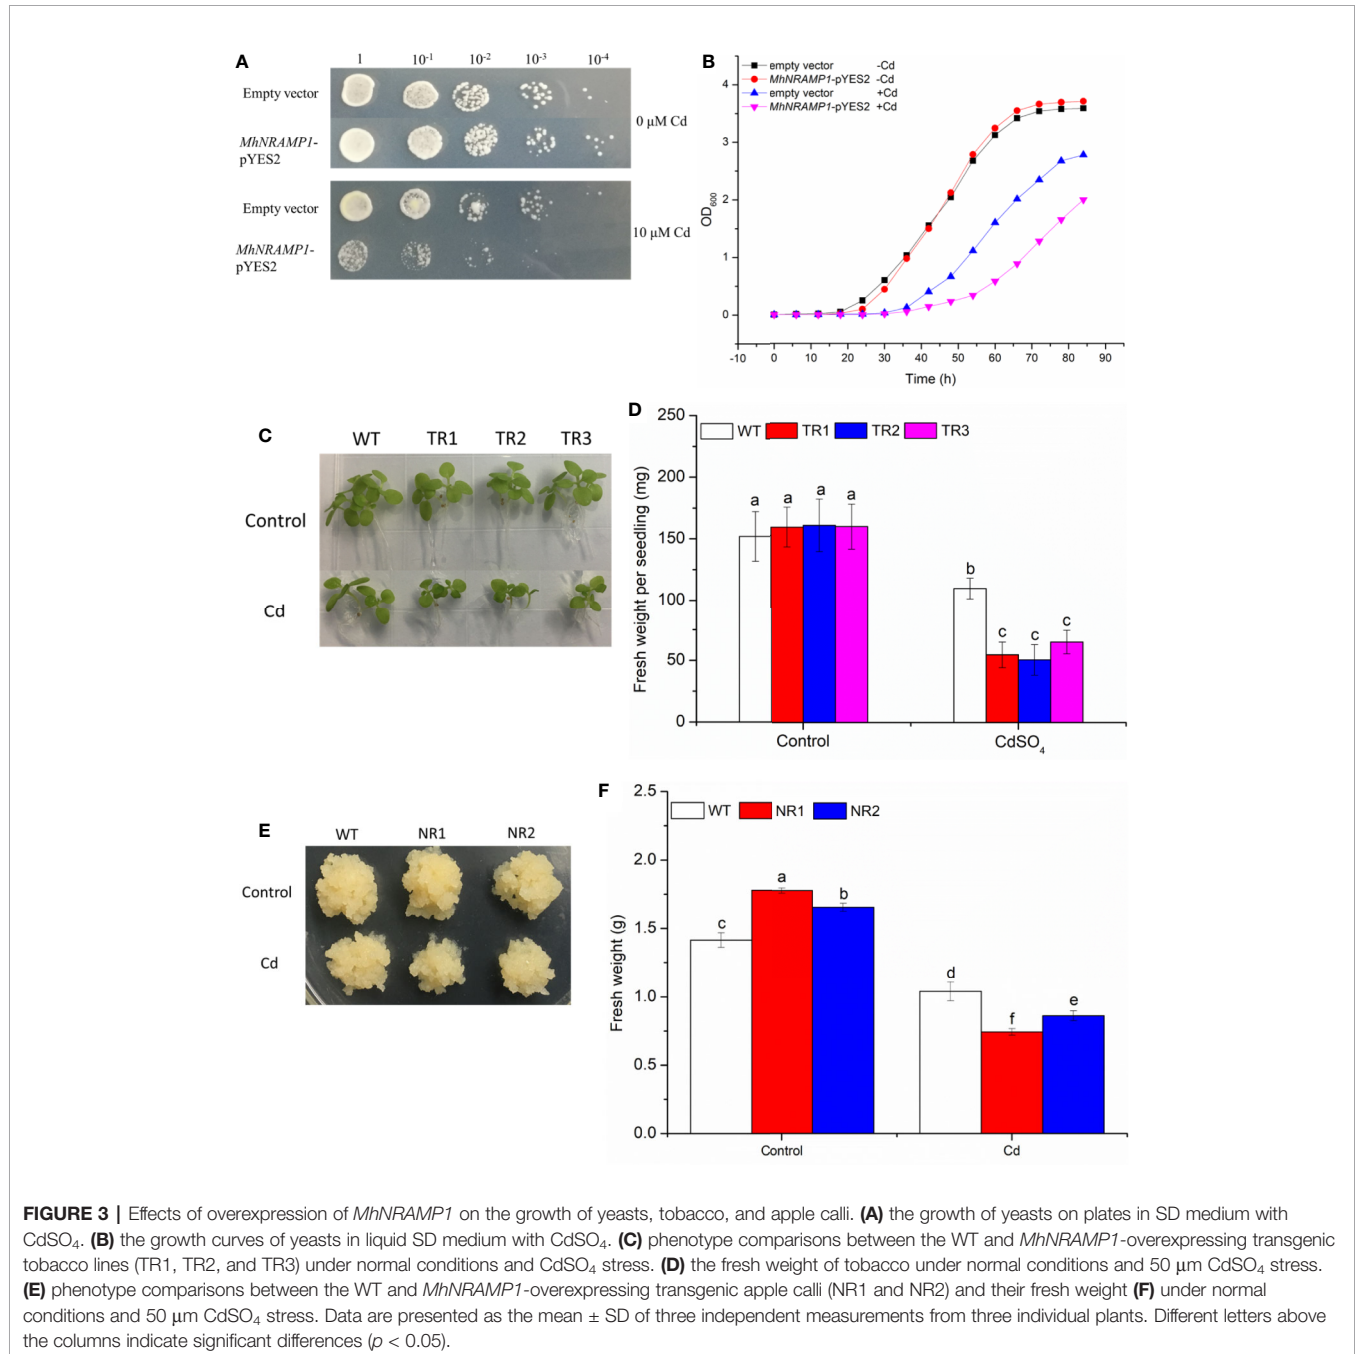 A
1 10⁻¹ 10⁻² 10⁻³ 10⁻⁴
Empty vector
MhNRAMP1-
pYES2
0 μM Cd
Empty vector
MhNRAMP1-
pYES2
10 μM Cd
B
empty vector -Cd
MhNRAMP1-pYES2 -Cd
empty vector +Cd
MhNRAMP1-pYES2 +Cd
OD₆₀₀
4
3
2
1
0
-10 0 10 20 30 40 50 60 70 80 90
Time (h)
C
WT TR1 TR2 TR3
Control
Cd
D
WT TR1 TR2 TR3
Fresh weight per seedling (mg)
250
200
150
100
50
0
a a a a
b
c c c
Control CdSO₄
E
WT NR1 NR2
Control
Cd
F
WT NR1 NR2
Fresh weight (g)
2.5
2.0
1.5
1.0
0.5
0.0
c a b
d f e
Control Cd
FIGURE 3 | Effects of overexpression of MhNRAMP1 on the growth of yeasts, tobacco, and apple calli. (A) the growth of yeasts on plates in SD medium with
CdSO₄. (B) the growth curves of yeasts in liquid SD medium with CdSO₄. (C) phenotype comparisons between the WT and MhNRAMP1-overexpressing transgenic
tobacco lines (TR1, TR2, and TR3) under normal conditions and CdSO₄ stress. (D) the fresh weight of tobacco under normal conditions and 50 μm CdSO₄ stress.
(E) phenotype comparisons between the WT and MhNRAMP1-overexpressing transgenic apple calli (NR1 and NR2) and their fresh weight (F) under normal
conditions and 50 μm CdSO₄ stress. Data are presented as the mean ± SD of three independent measurements from three individual plants. Different letters above
the columns indicate significant differences (p < 0.05).